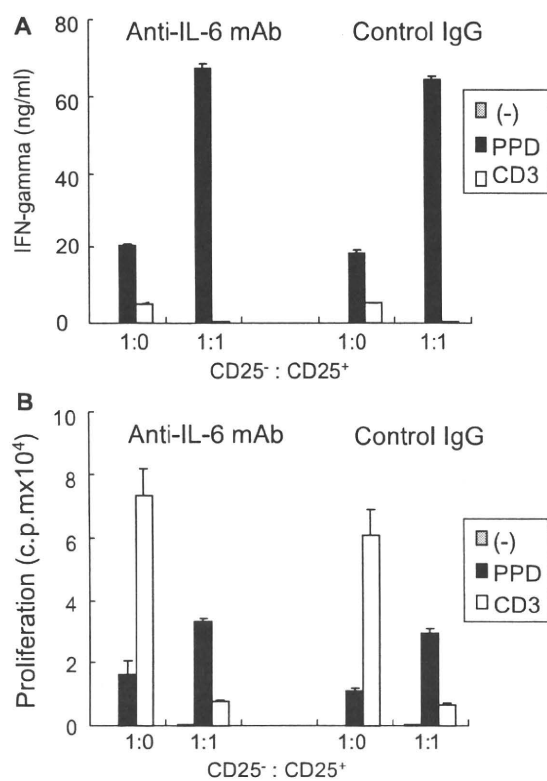 A
Anti-IL-6 mAb
Control IgG
IFN-gamma (ng/ml)
80
60
40
20
0
(-)
PPD
CD3
1:0
1:1
1:0
1:1
CD25⁻ : CD25⁺
B
Anti-IL-6 mAb
Control IgG
Proliferation (c.p.mx10⁴)
10
8
6
4
2
0
(-)
PPD
CD3
1:0
1:1
1:0
1:1
CD25⁻ : CD25⁺